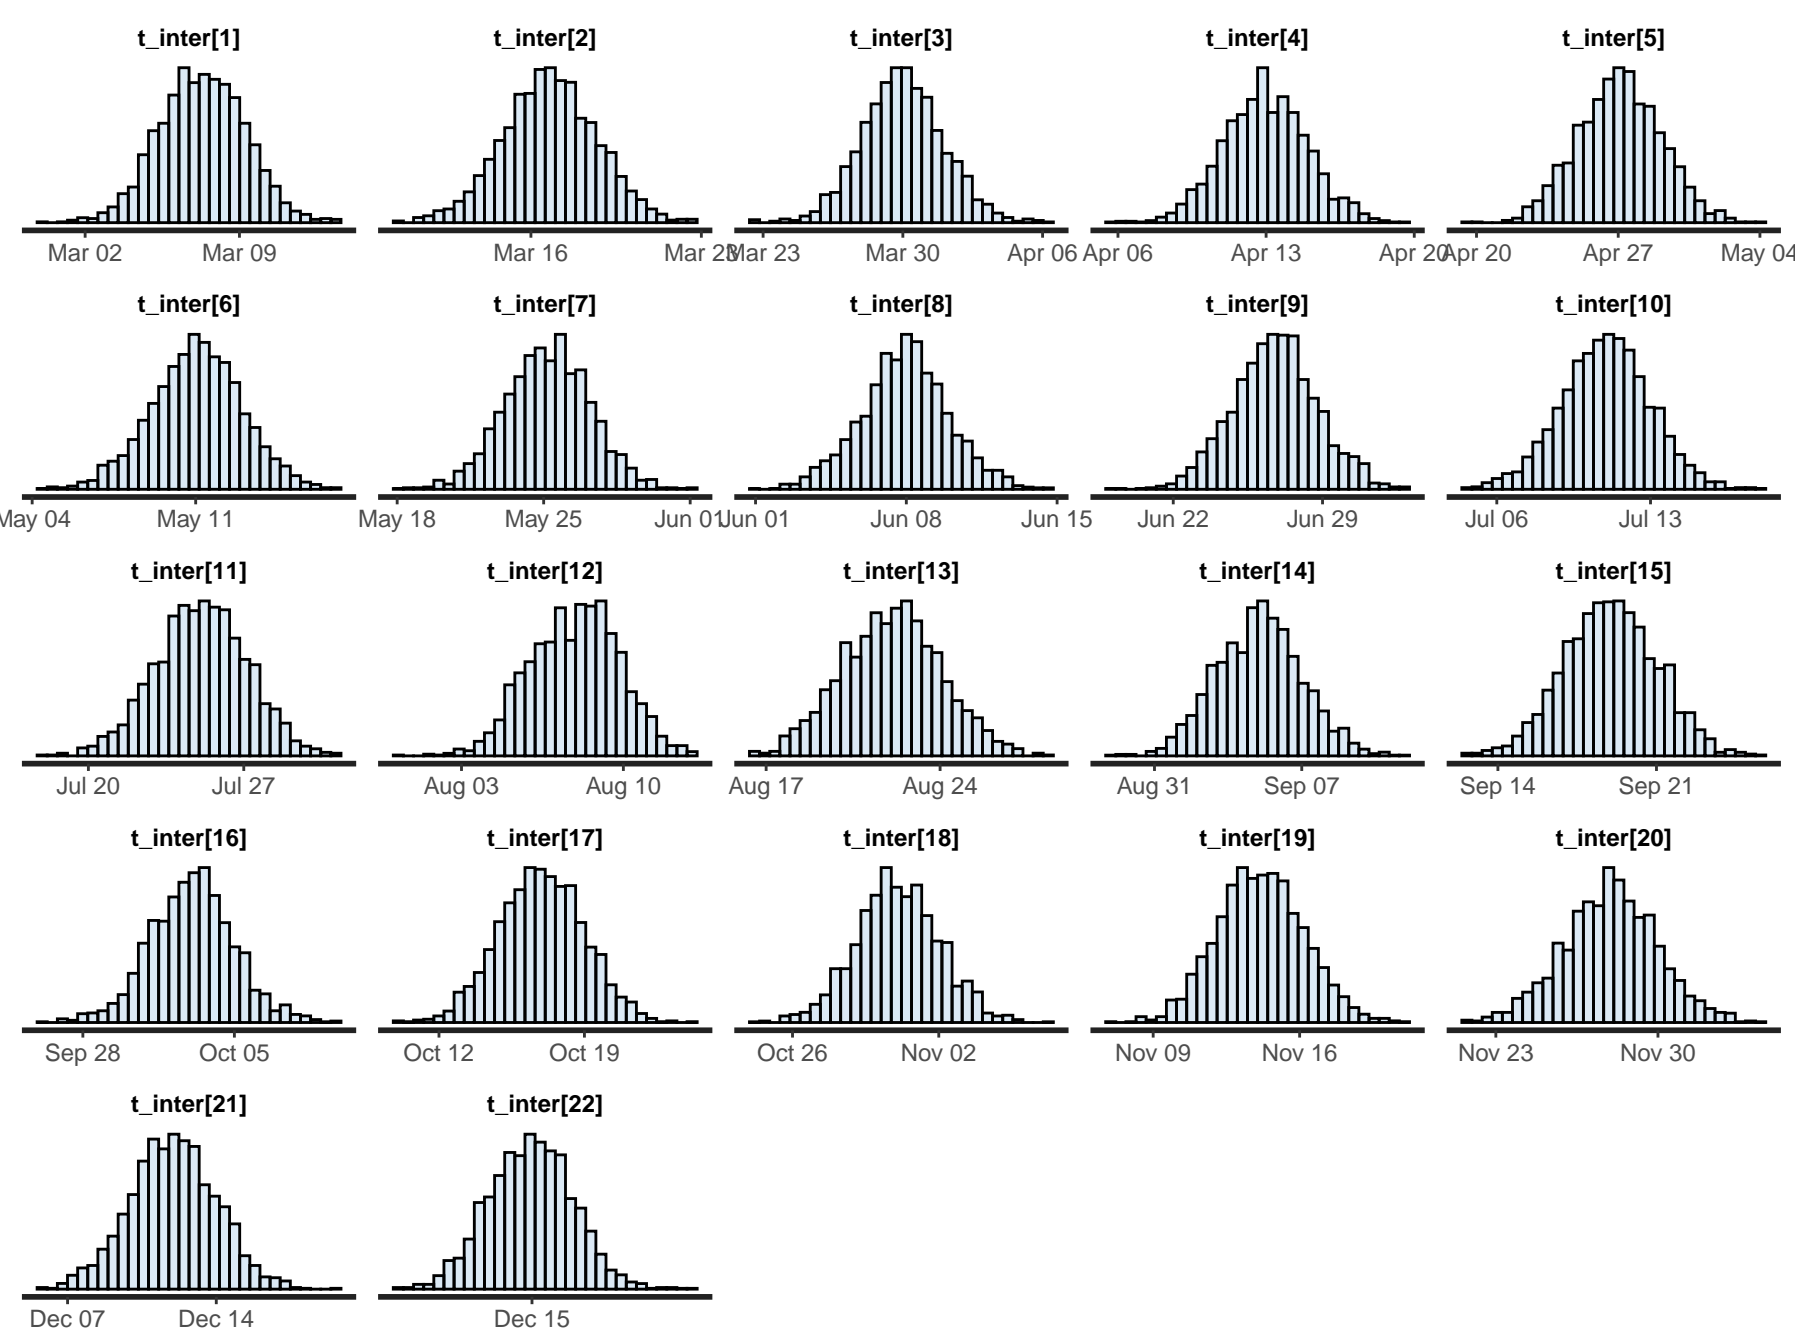 t_inter[1] t_inter[2] t_inter[3] t_inter[4] t_inter[5]
Mar 02 Mar 09 Mar 16 Mar 23 Mar 23 Mar 30 Apr 06 Apr 06 Apr 13 Apr 20 Apr 20 Apr 27 May 04
t_inter[6] t_inter[7] t_inter[8] t_inter[9] t_inter[10]
May 04 May 11 May 18 May 25 Jun 01 Jun 01 Jun 08 Jun 15 Jun 22 Jun 29 Jul 06 Jul 13
t_inter[11] t_inter[12] t_inter[13] t_inter[14] t_inter[15]
Jul 20 Jul 27 Aug 03 Aug 10 Aug 17 Aug 24 Aug 31 Sep 07 Sep 14 Sep 21
t_inter[16] t_inter[17] t_inter[18] t_inter[19] t_inter[20]
Sep 28 Oct 05 Oct 12 Oct 19 Oct 26 Nov 02 Nov 09 Nov 16 Nov 23 Nov 30
t_inter[21] t_inter[22]
Dec 07 Dec 14 Dec 15